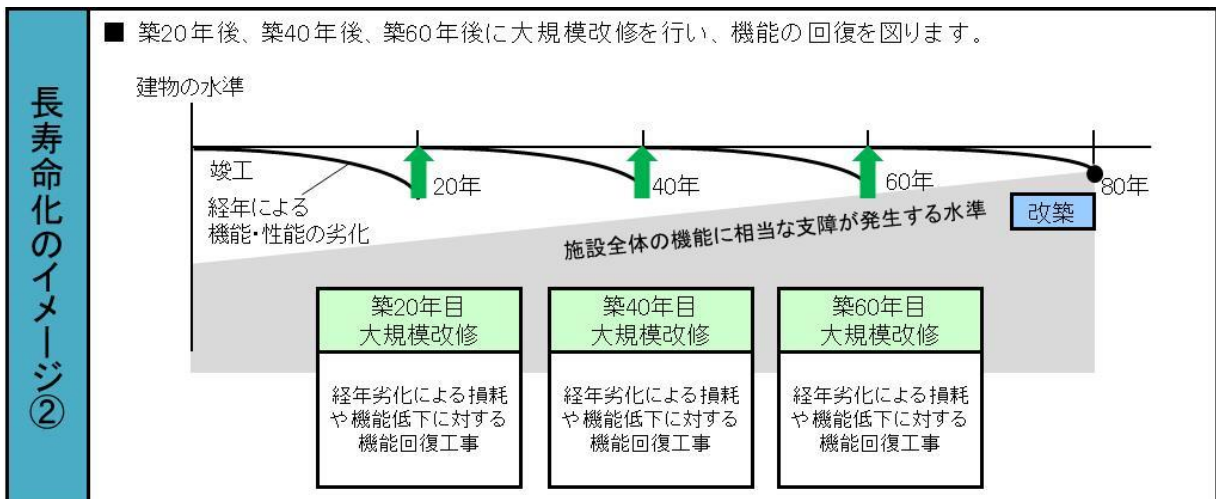 長寿命化のイメージ②
■ 築20年後、築40年後、築60年後に大規模改修を行い、機能の回復を図ります。
建物の水準
竣工
経年による
機能・性能の劣化
20年
40年
60年
80年
施設全体の機能に相当な支障が発生する水準
改築
築20年目
大規模改修
経年劣化による損耗
や機能低下に対する
機能回復工事
築40年目
大規模改修
経年劣化による損耗
や機能低下に対する
機能回復工事
築60年目
大規模改修
経年劣化による損耗
や機能低下に対する
機能回復工事